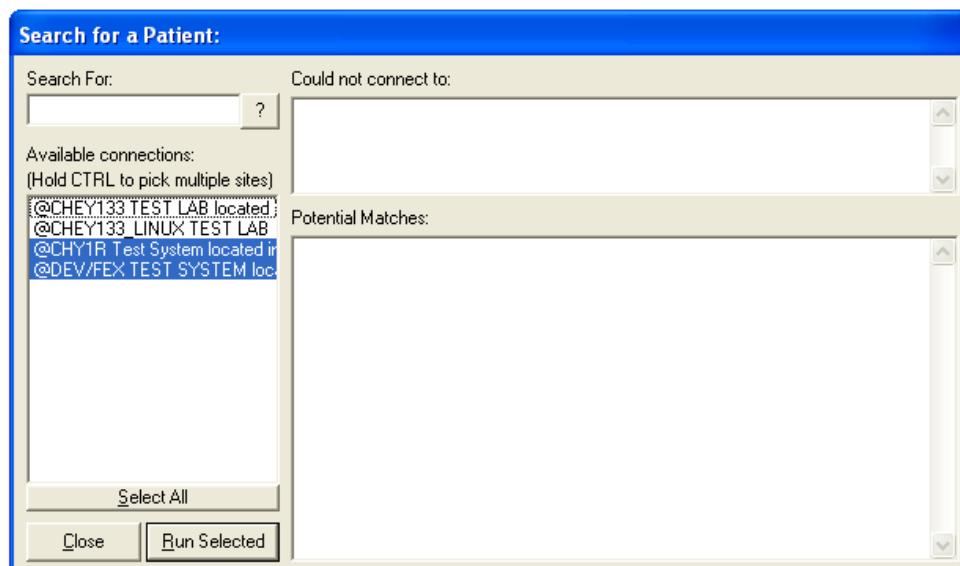 Search for a Patient:
Search For:
?
Available connections:
(Hold CTRL to pick multiple sites)
@CHEY133 TEST LAB located
@CHEY133_LINUX TEST LAB
@CHY1R Test System located in
@DEV/FEX TEST SYSTEM loc
Select All
Close
Run Selected
Could not connect to:
Potential Matches: